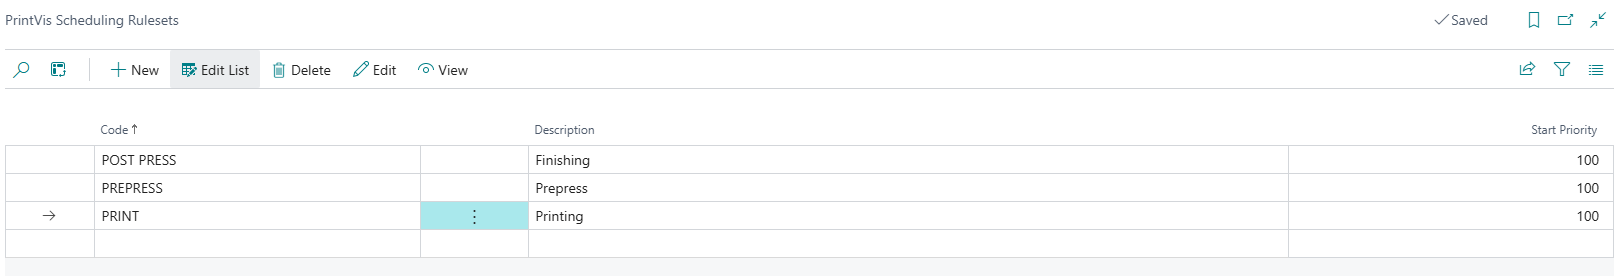 PrintVis Scheduling Rulesets
Saved
New Edit List Delete Edit View
Code Description Start Priority
POST PRESS Finishing 100
PREPRESS Prepress 100
PRINT Printing 100